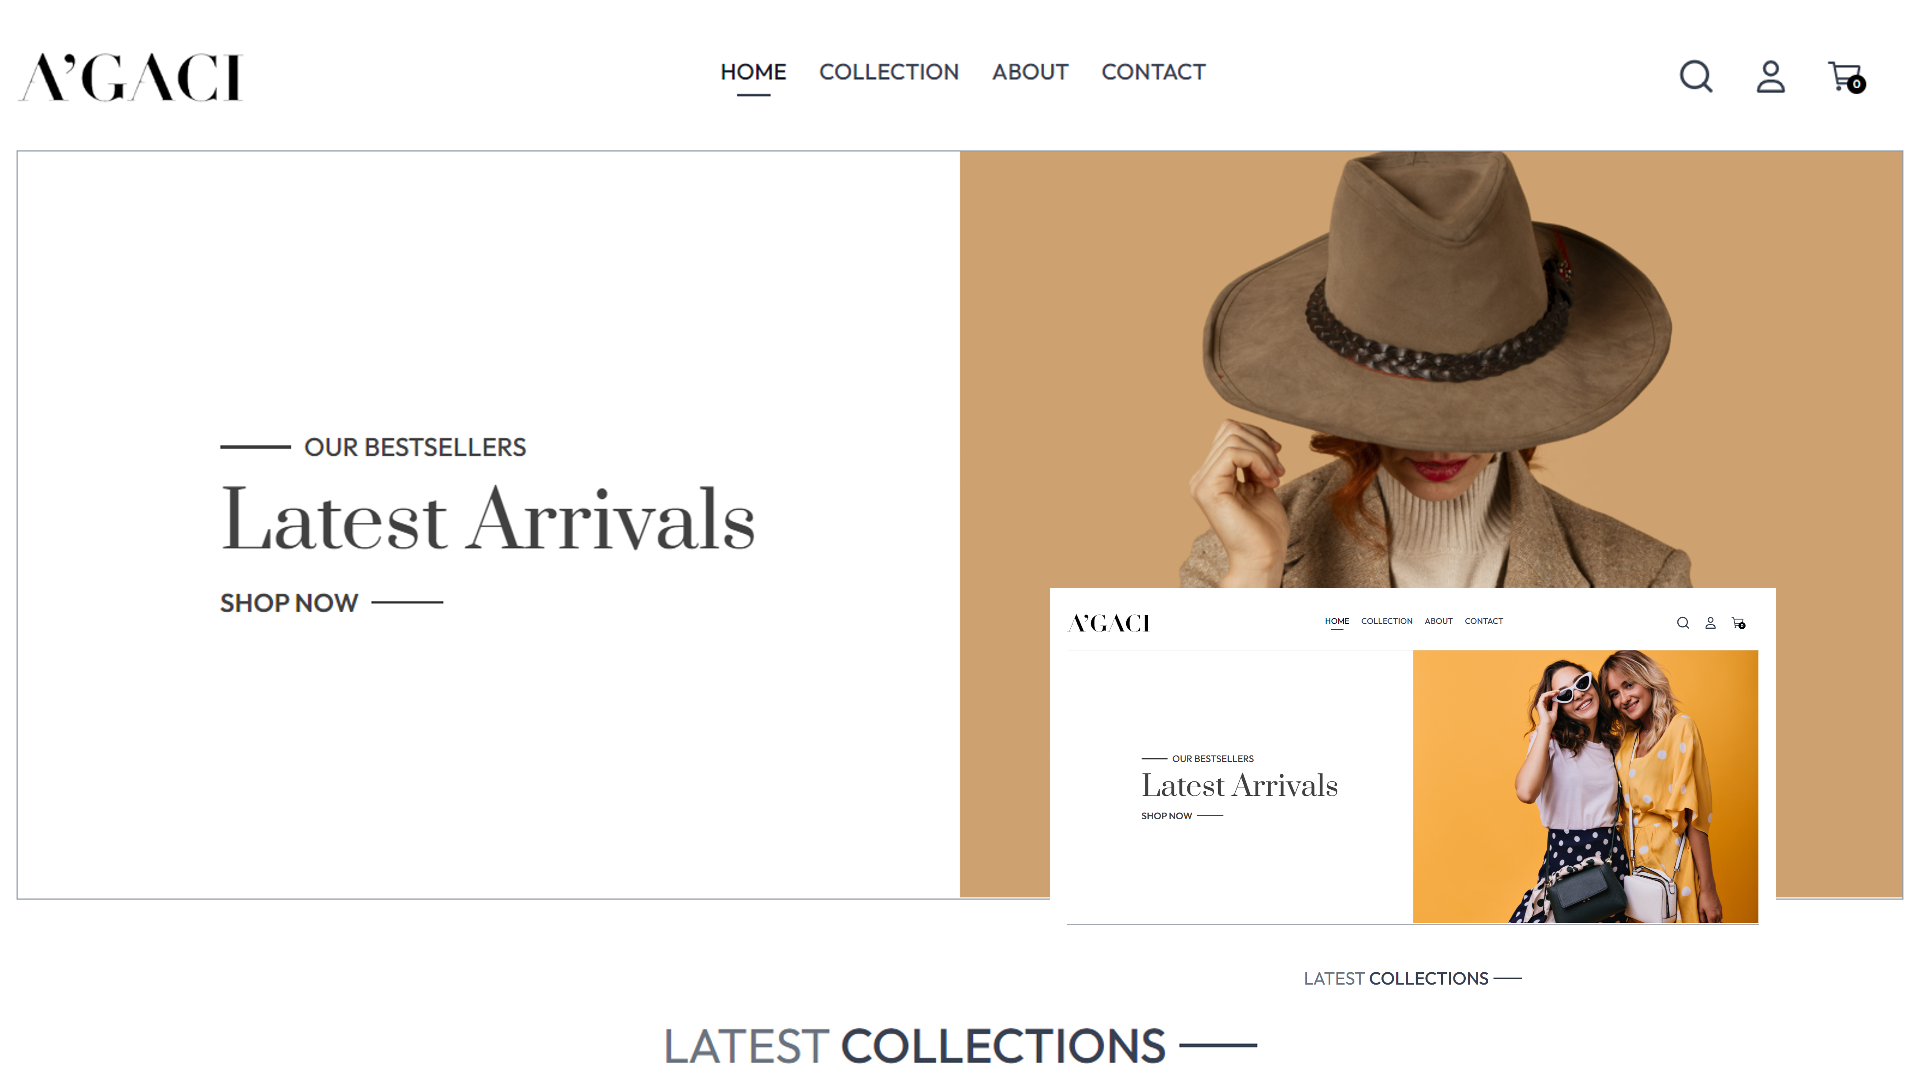 A'GACI
HOME COLLECTION ABOUT CONTACT
0
OUR BESTSELLERS
Latest Arrivals
SHOP NOW
A'GACI
HOME COLLECTION ABOUT CONTACT
OUR BESTSELLERS
Latest Arrivals
SHOP NOW
LATEST COLLECTIONS
LATEST COLLECTIONS